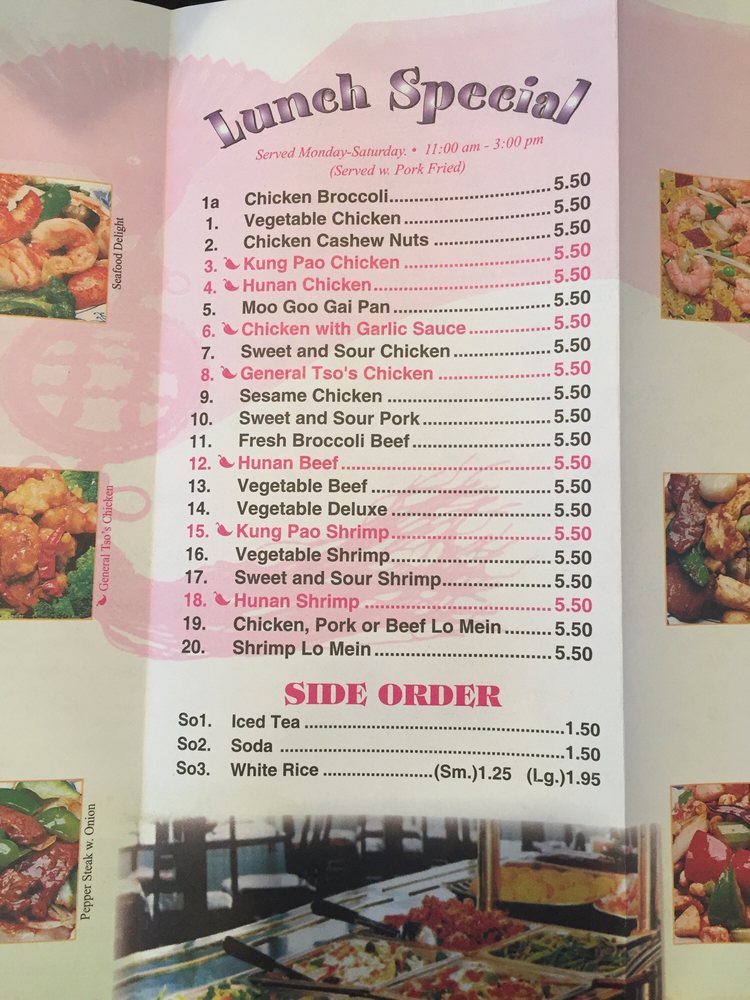 Lunch Special
Served Monday-Saturday. • 11:00 am - 3:00 pm
(Served w. Pork Fried)
1a Chicken Broccoli 5.50
1. Vegetable Chicken 5.50
2. Chicken Cashew Nuts 5.50
3. Kung Pao Chicken 5.50
4. Hunan Chicken 5.50
5. Moo Goo Gai Pan 5.50
6. Chicken with Garlic Sauce 5.50
7. Sweet and Sour Chicken 5.50
8. General Tso's Chicken 5.50
9. Sesame Chicken 5.50
10. Sweet and Sour Pork 5.50
11. Fresh Broccoli Beef 5.50
12. Hunan Beef 5.50
13. Vegetable Beef 5.50
14. Vegetable Deluxe 5.50
15. Kung Pao Shrimp 5.50
16. Vegetable Shrimp 5.50
17. Sweet and Sour Shrimp 5.50
18. Hunan Shrimp 5.50
19. Chicken, Pork or Beef Lo Mein 5.50
20. Shrimp Lo Mein 5.50
SIDE ORDER
So1. Iced Tea 1.50
So2. Soda 1.50
So3. White Rice (Sm.)1.25 (Lg.)1.95
Seafood Delight
General Tso's Chicken
Pepper Steak w. Onion